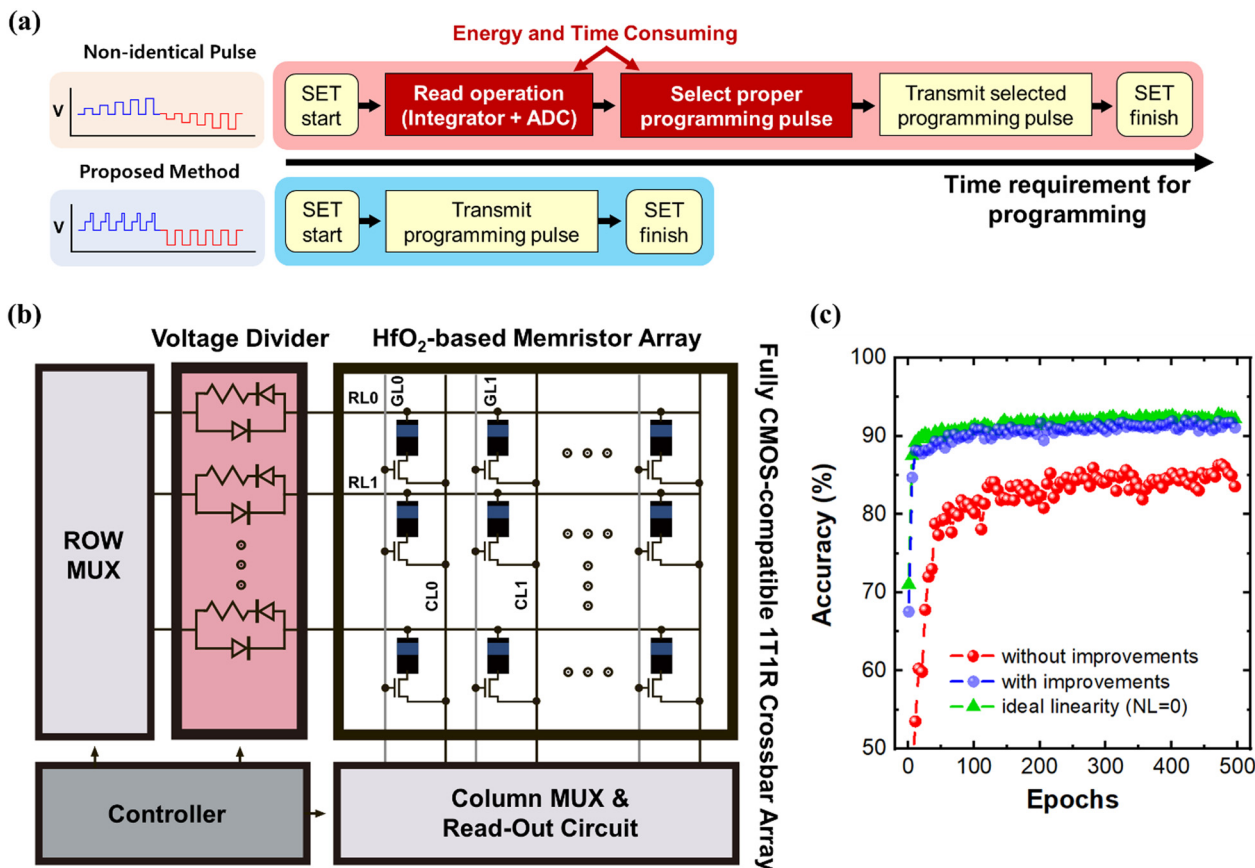 (a)
Energy and Time Consuming
Non-identical Pulse
V
SET
start
Read operation
(Integrator + ADC)
Select proper
programming pulse
Transmit selected
programming pulse
SET
finish
Time requirement for
programming
Proposed Method
V
SET
start
Transmit
programming pulse
SET
finish
(b)
Voltage Divider
HfO₂-based Memristor Array
Fully CMOS-compatible 1T1R Crossbar Array
ROW
MUX
RL0
GL0
GL1
RL1
CL0
CL1
Controller
Column MUX &
Read-Out Circuit
(c)
Accuracy (%)
100
90
80
70
60
50
without improvements
with improvements
ideal linearity (NL=0)
0 100 200 300 400 500
Epochs